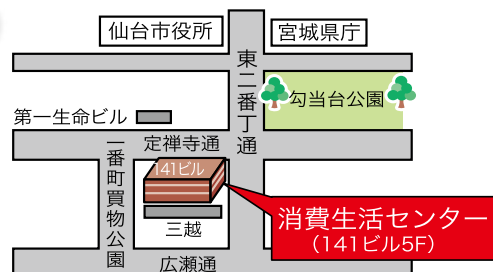 仙台市役所
宮城県庁
東二番丁通
勾当台公園
第一生命ビル
定禅寺通
一番町買物公園
141ビル
三越
消費生活センター
（141ビル5F）
広瀬通